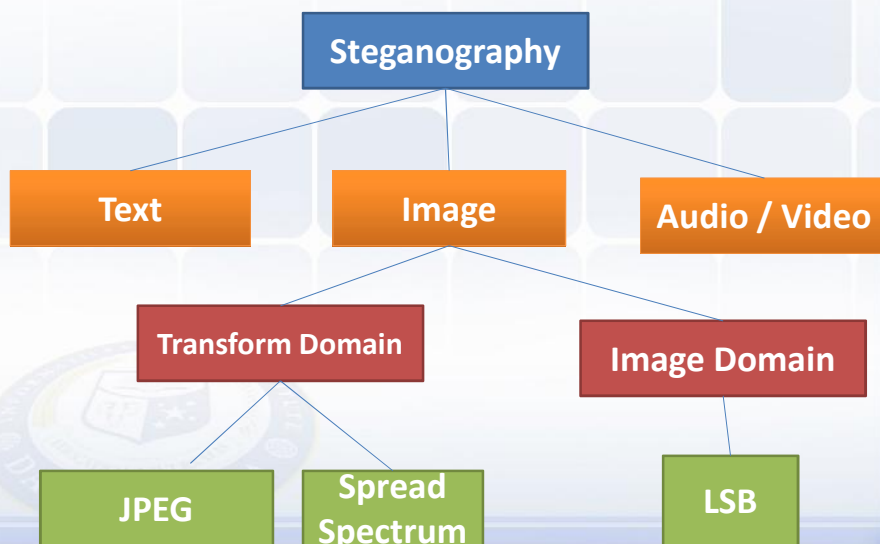 Steganography
Text
Image
Audio / Video
Transform Domain
Image Domain
JPEG
Spread
Spectrum
LSB